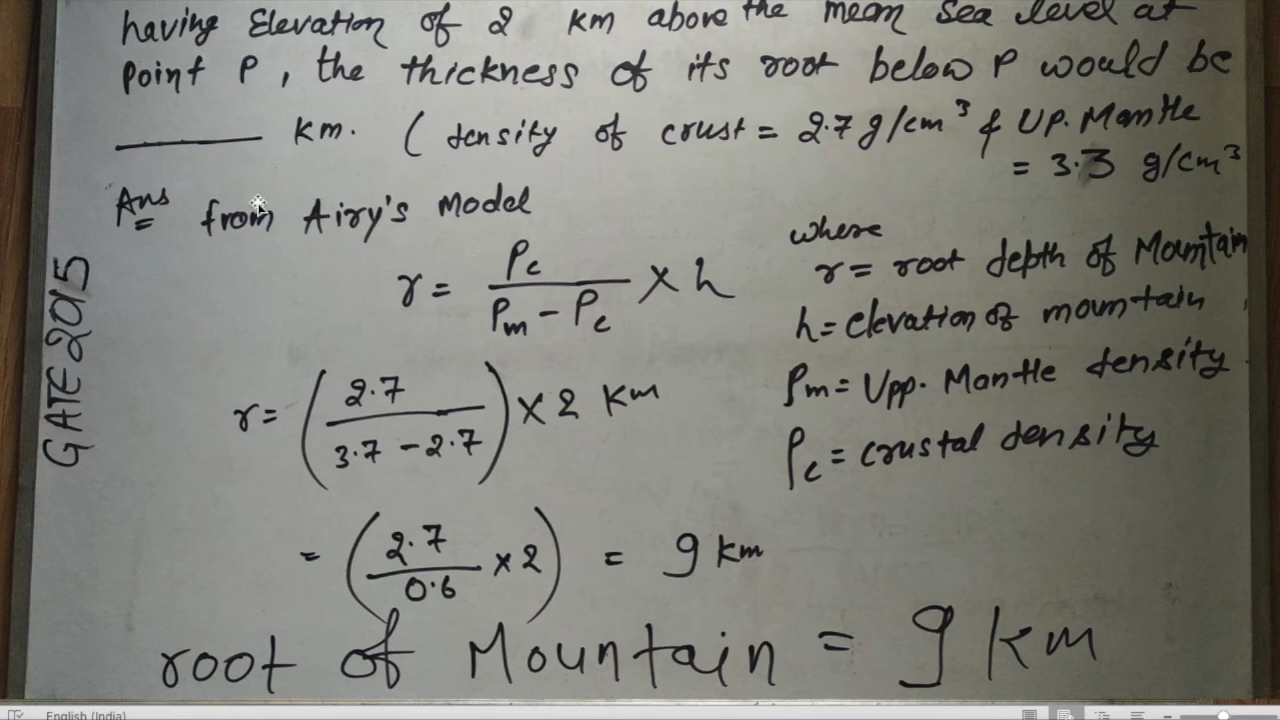 having Elevation of 2 km above the mean sea level at
point P, the thickness of its root below P would be
______ km. ( density of crust = 2.7 g/cm³ & Up. Mantle
= 3.3 g/cm³
Ans from Airy's Model
r = ρc / (ρm - ρc) × h
where
r = root depth of Mountain
h = elevation of mountain
ρm = Upp. Mantle density
ρc = crustal density
r = (2.7 / (3.7 - 2.7)) × 2 km
= (2.7 / 0.6 × 2) = 9 km
root of Mountain = 9 km
GATE 2015
English (India)